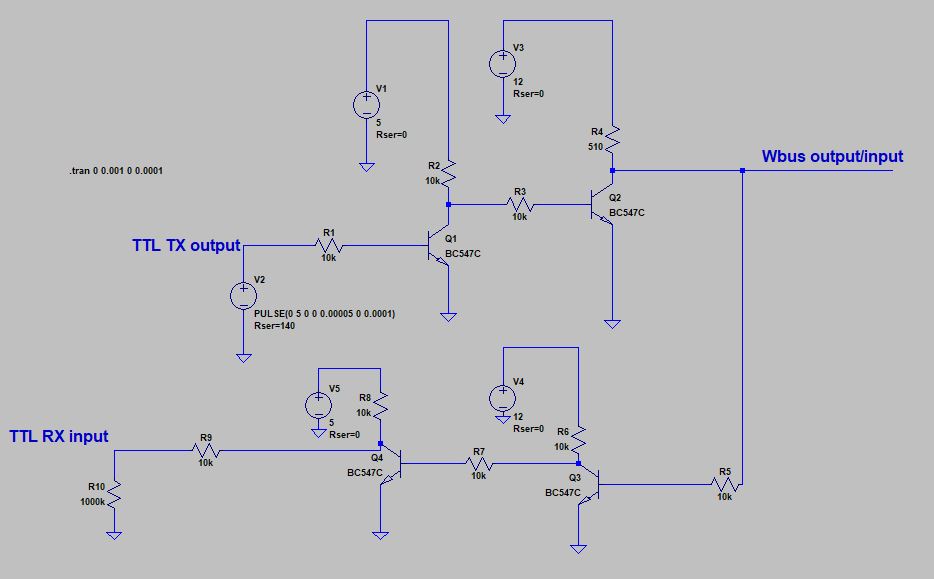 V1
5
Rser=0
V3
12
Rser=0
R4
510
Wbus output/input
.tran 0 0.001 0 0.0001
R2
10k
R3
10k
Q2
BC547C
TTL TX output
R1
10k
Q1
BC547C
V2
PULSE(0 5 0 0 0.00005 0 0.0001)
Rser=140
V5
5
Rser=0
R8
10k
V4
12
Rser=0
TTL RX input
R9
10k
R6
10k
Q4
BC547C
R7
10k
Q3
BC547C
R5
10k
R10
1000k